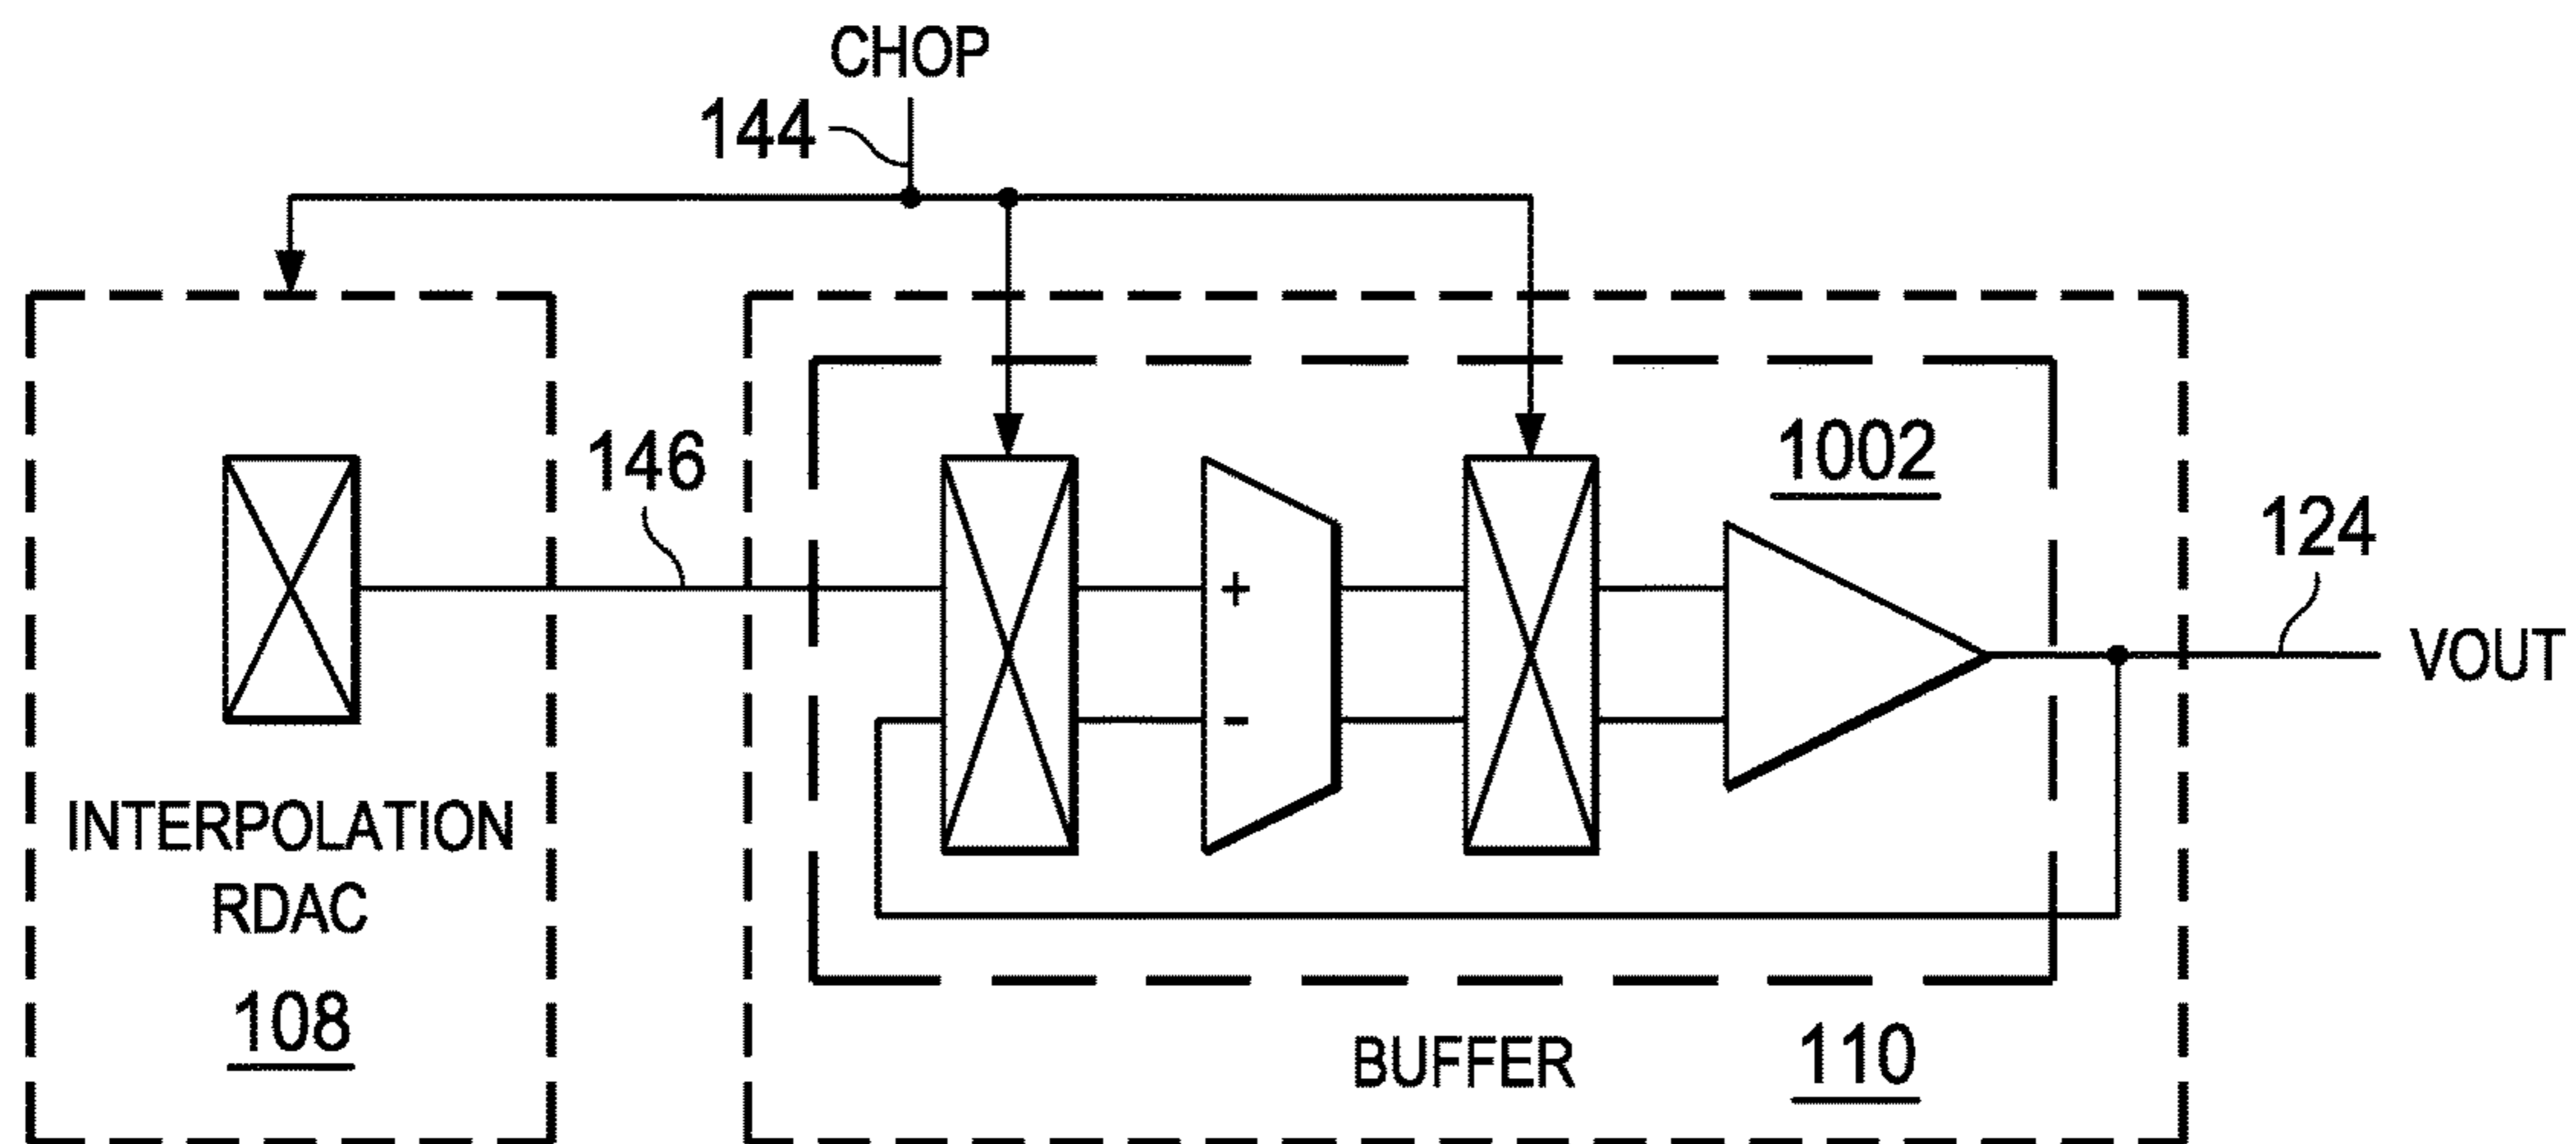 CHOP
144
146
1002
124
+
-
VOUT
INTERPOLATION
RDAC
108
BUFFER
110